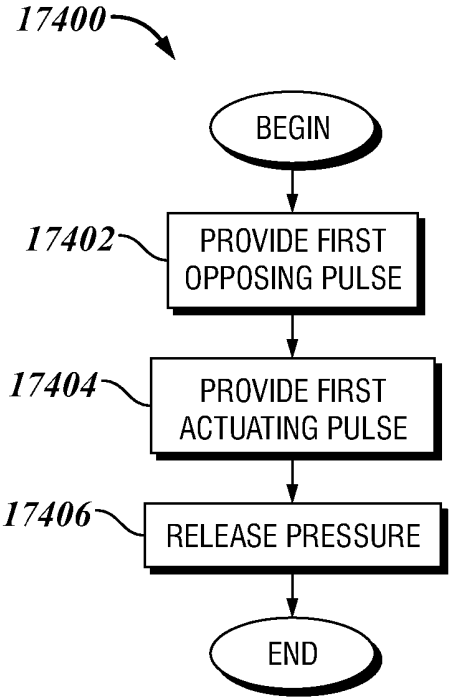 17400
BEGIN
17402
PROVIDE FIRST
OPPOSING PULSE
17404
PROVIDE FIRST
ACTUATING PULSE
17406
RELEASE PRESSURE
END